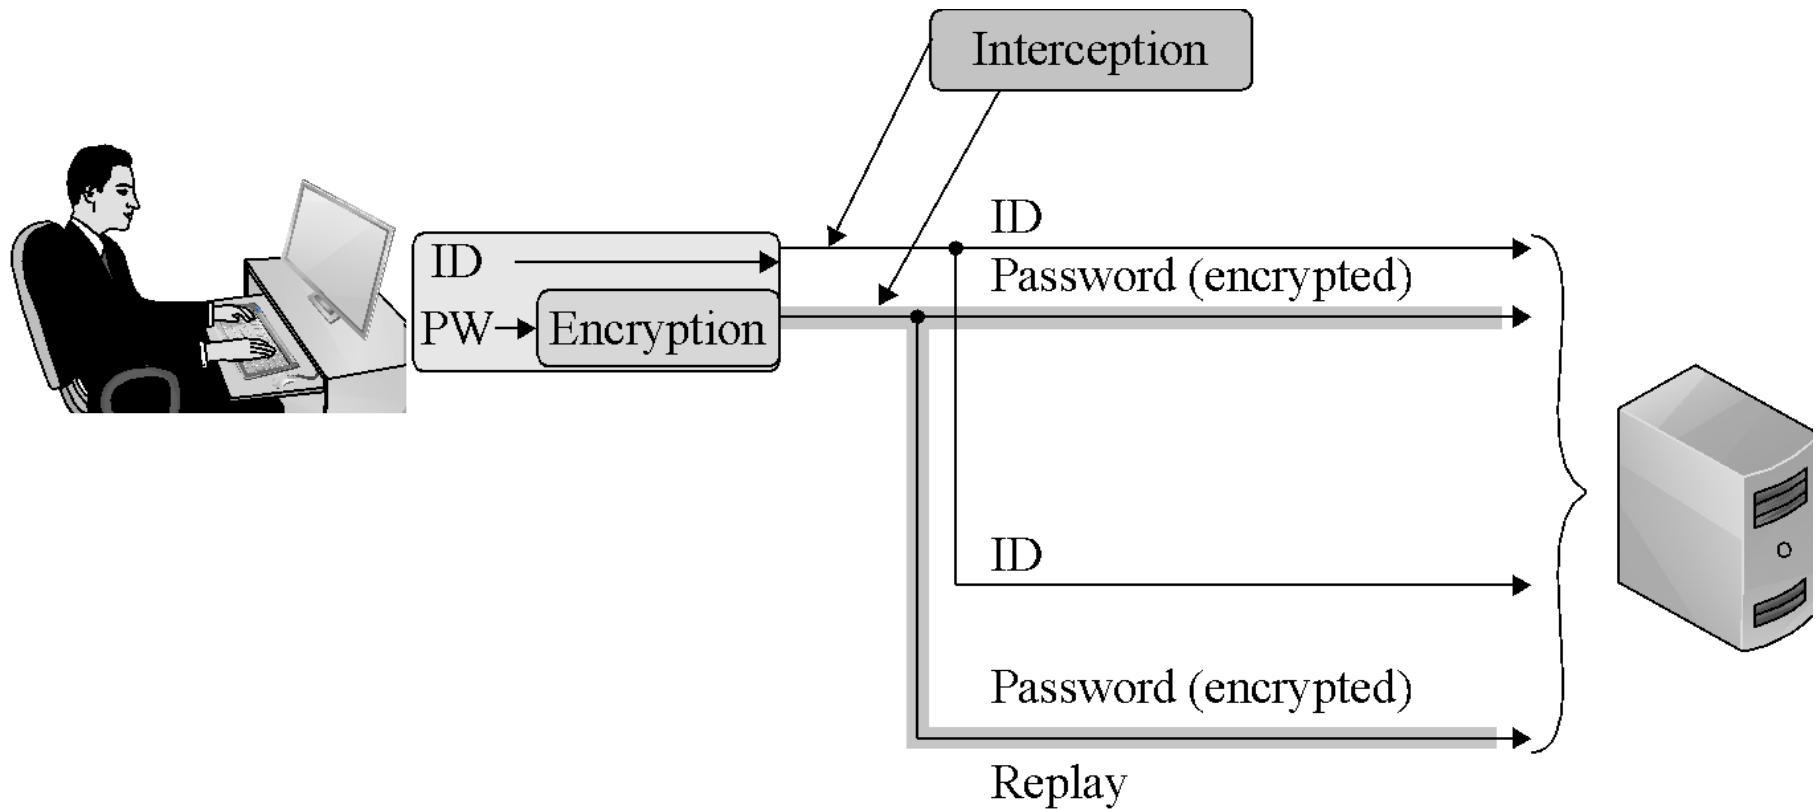 Interception
ID
ID
Password (encrypted)
PW
Encryption
ID
Password (encrypted)
Replay